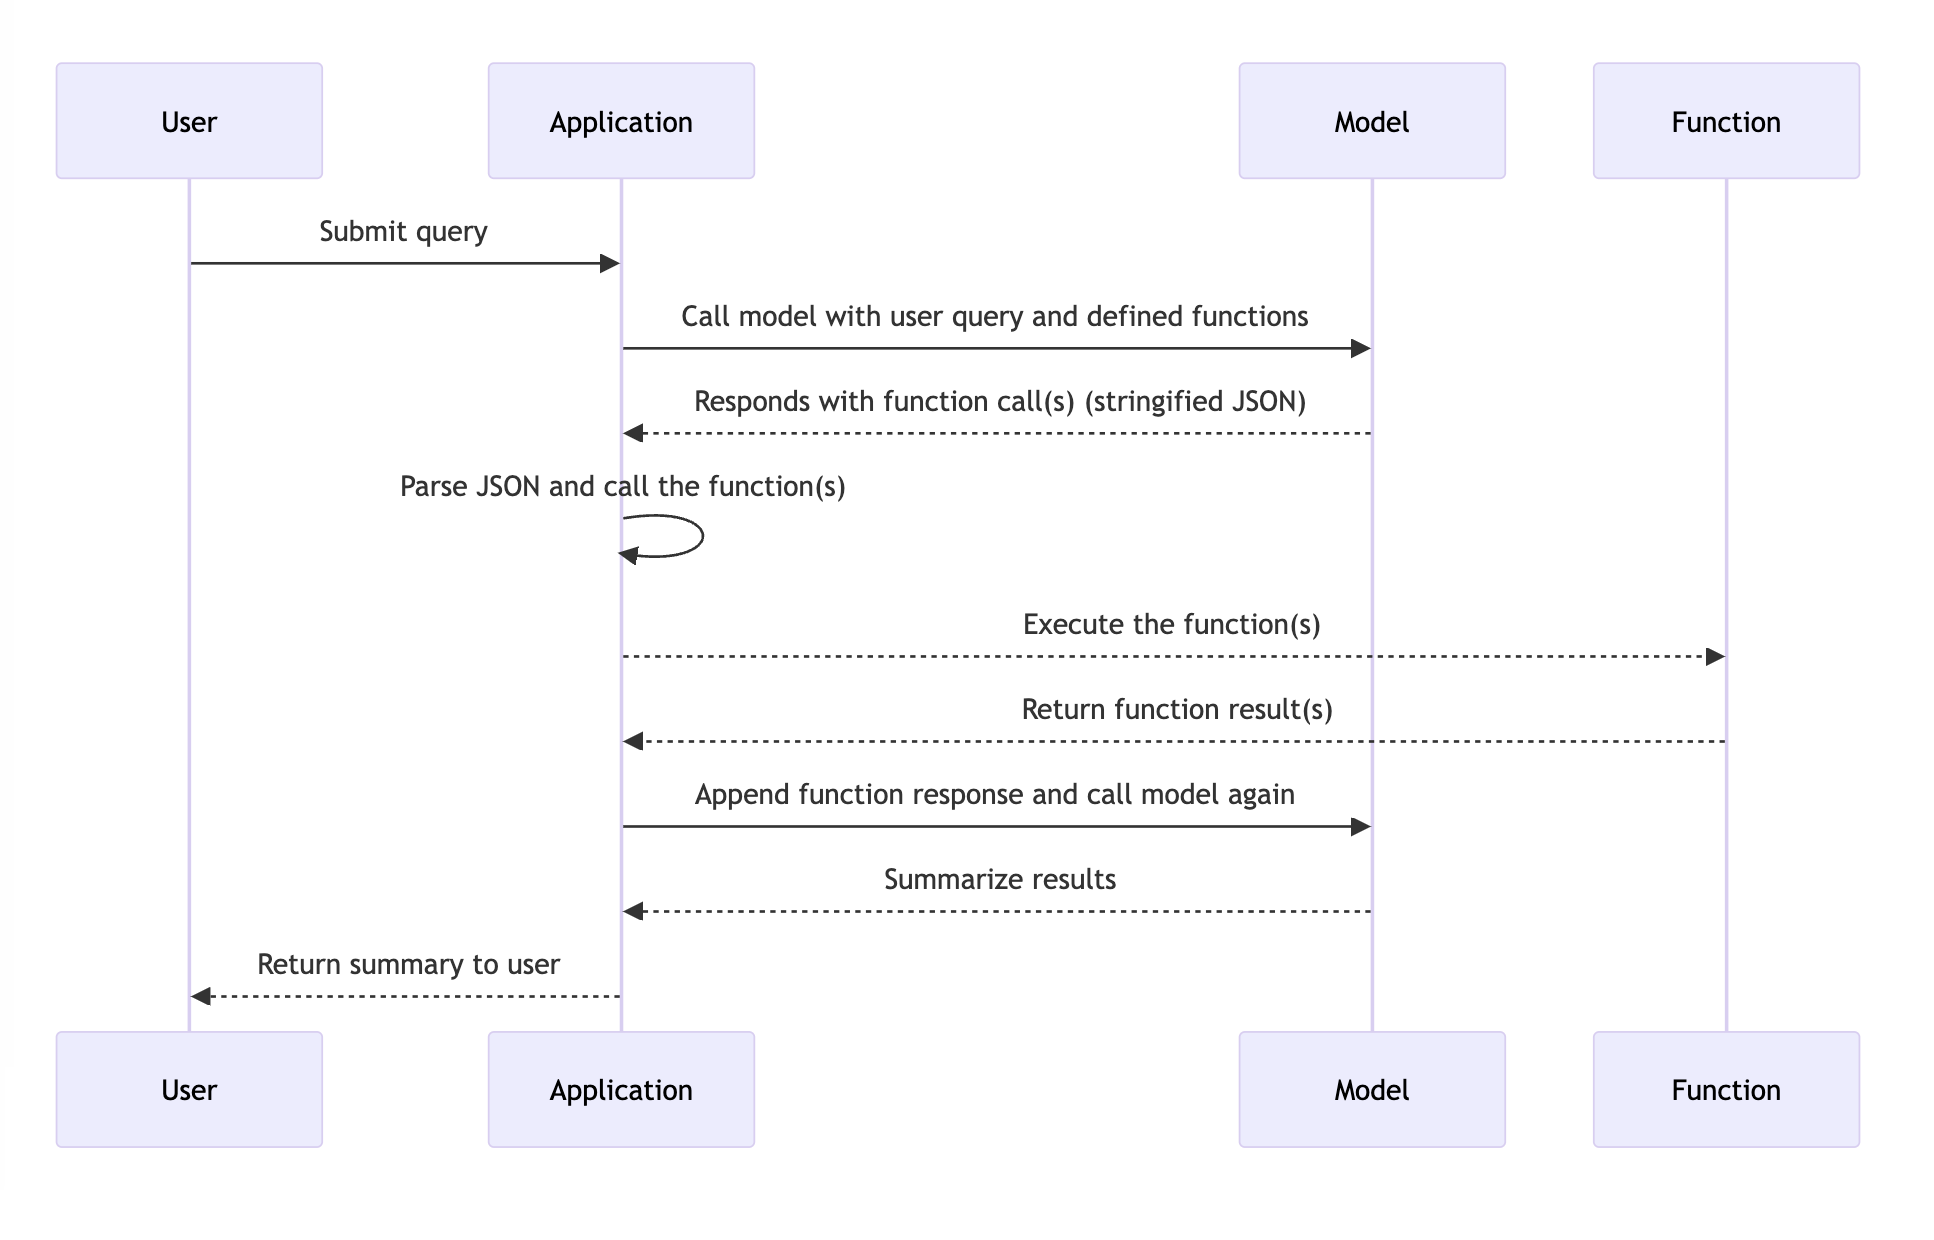 User
Application
Model
Function
Submit query
Call model with user query and defined functions
Responds with function call(s) (stringified JSON)
Parse JSON and call the function(s)
Execute the function(s)
Return function result(s)
Append function response and call model again
Summarize results
Return summary to user
User
Application
Model
Function